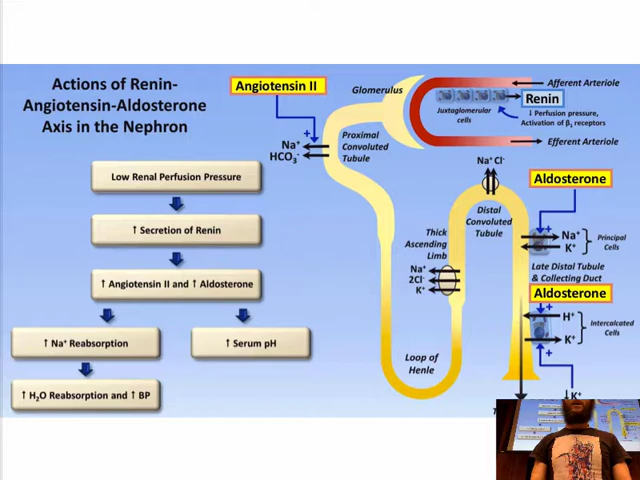 Actions of Renin-
Angiotensin-Aldosterone
Axis in the Nephron
Low Renal Perfusion Pressure
↑ Secretion of Renin
↑ Angiotensin II and ↑ Aldosterone
↑ Na⁺ Reabsorption
↑ Serum pH
↑ H₂O Reabsorption and ↑ BP
Angiotensin II
+
Na⁺
HCO₃⁻
Glomerulus
Proximal
Convoluted
Tubule
Afferent Arteriole
Renin
Juxtaglomerular
cells
↓ Perfusion pressure,
Activation of β₁ receptors
Efferent Arteriole
Na⁺ Cl⁻
Distal
Convoluted
Tubule
Thick
Ascending
Limb
Na⁺
2Cl⁻
K⁺
Loop of
Henle
Aldosterone
+
Na⁺
K⁺
Principal
Cells
Late Distal Tubule
& Collecting Duct
Aldosterone
+
H⁺
K⁺
Intercalated
Cells
+
↓K⁺